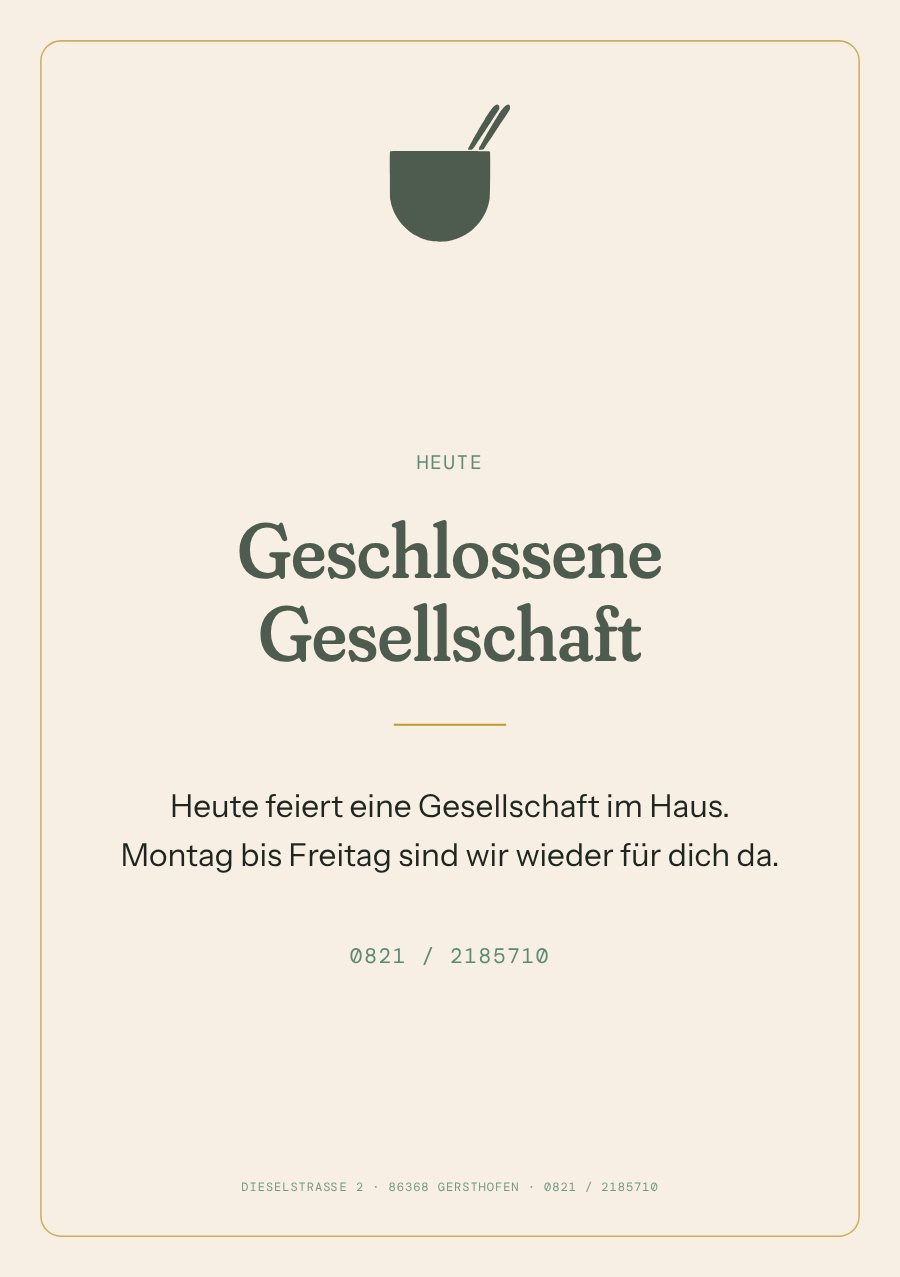 HEUTE
Geschlossene
Gesellschaft
Heute feiert eine Gesellschaft im Haus.
Montag bis Freitag sind wir wieder für dich da.
0821 / 2185710
DIESELSTRASSE 2 · 86368 GERSTHOFEN · 0821 / 2185710